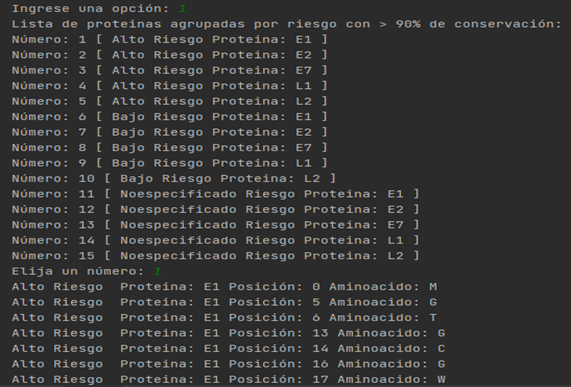 Ingrese una opción: 1
Lista de proteinas agrupadas por riesgo con > 90% de conservación:
Número: 1 [ Alto Riesgo Proteina: E1 ]
Número: 2 [ Alto Riesgo Proteina: E2 ]
Número: 3 [ Alto Riesgo Proteina: E7 ]
Número: 4 [ Alto Riesgo Proteina: L1 ]
Número: 5 [ Alto Riesgo Proteina: L2 ]
Número: 6 [ Bajo Riesgo Proteina: E1 ]
Número: 7 [ Bajo Riesgo Proteina: E2 ]
Número: 8 [ Bajo Riesgo Proteina: E7 ]
Número: 9 [ Bajo Riesgo Proteina: L1 ]
Número: 10 [ Bajo Riesgo Proteina: L2 ]
Número: 11 [ Noespecificado Riesgo Proteina: E1 ]
Número: 12 [ Noespecificado Riesgo Proteina: E2 ]
Número: 13 [ Noespecificado Riesgo Proteina: E7 ]
Número: 14 [ Noespecificado Riesgo Proteina: L1 ]
Número: 15 [ Noespecificado Riesgo Proteina: L2 ]
Elija un número: 1
Alto Riesgo  Proteina: E1 Posición: 0 Aminoacido: M
Alto Riesgo  Proteina: E1 Posición: 5 Aminoacido: G
Alto Riesgo  Proteina: E1 Posición: 6 Aminoacido: T
Alto Riesgo  Proteina: E1 Posición: 13 Aminoacido: G
Alto Riesgo  Proteina: E1 Posición: 14 Aminoacido: C
Alto Riesgo  Proteina: E1 Posición: 16 Aminoacido: G
Alto Riesgo  Proteina: E1 Posición: 17 Aminoacido: W